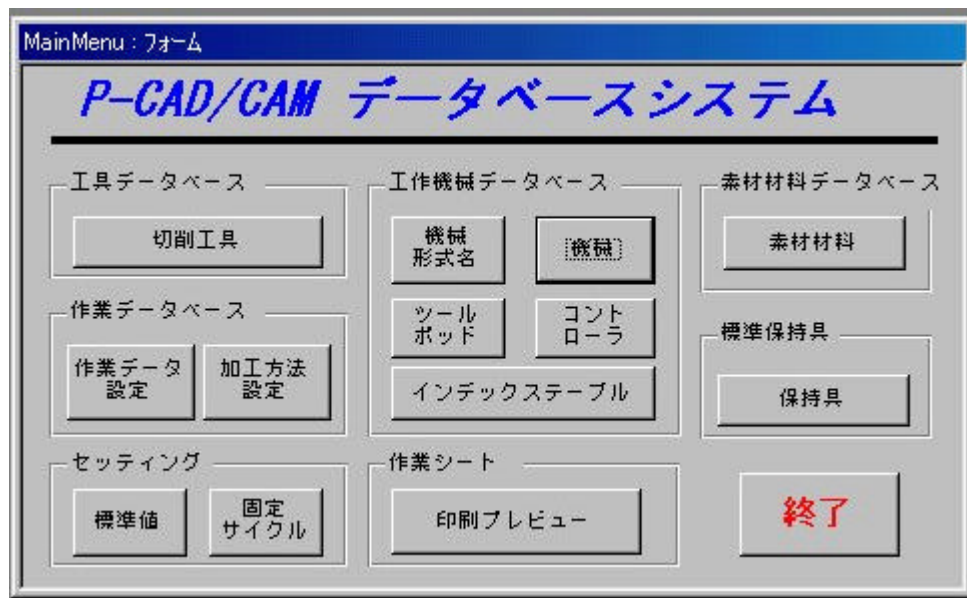 MainMenu : フォーム
P-CAD/CAM データベースシステム
工具データベース
切削工具
工作機械データベース
機械
形式名
機械
ツール
ポッド
コント
ローラ
インデックステーブル
素材材料データベース
素材材料
作業データベース
作業データ
設定
加工方法
設定
標準保持具
保持具
セッティング
標準値
固定
サイクル
作業シート
印刷プレビュー
終了